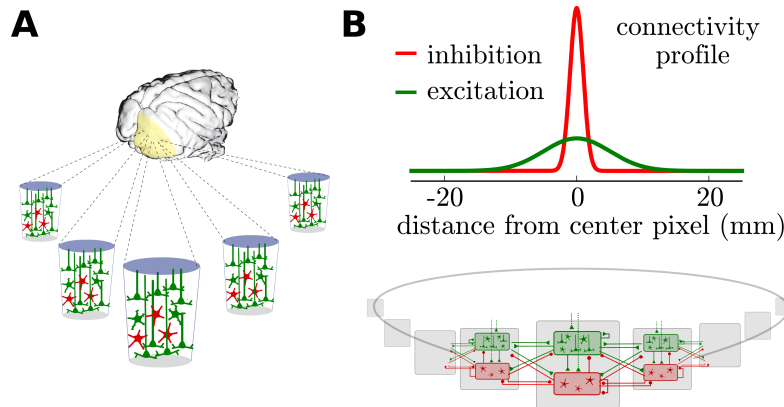 A
B
connectivity
profile
inhibition
excitation
-20 0 20
distance from center pixel (mm)